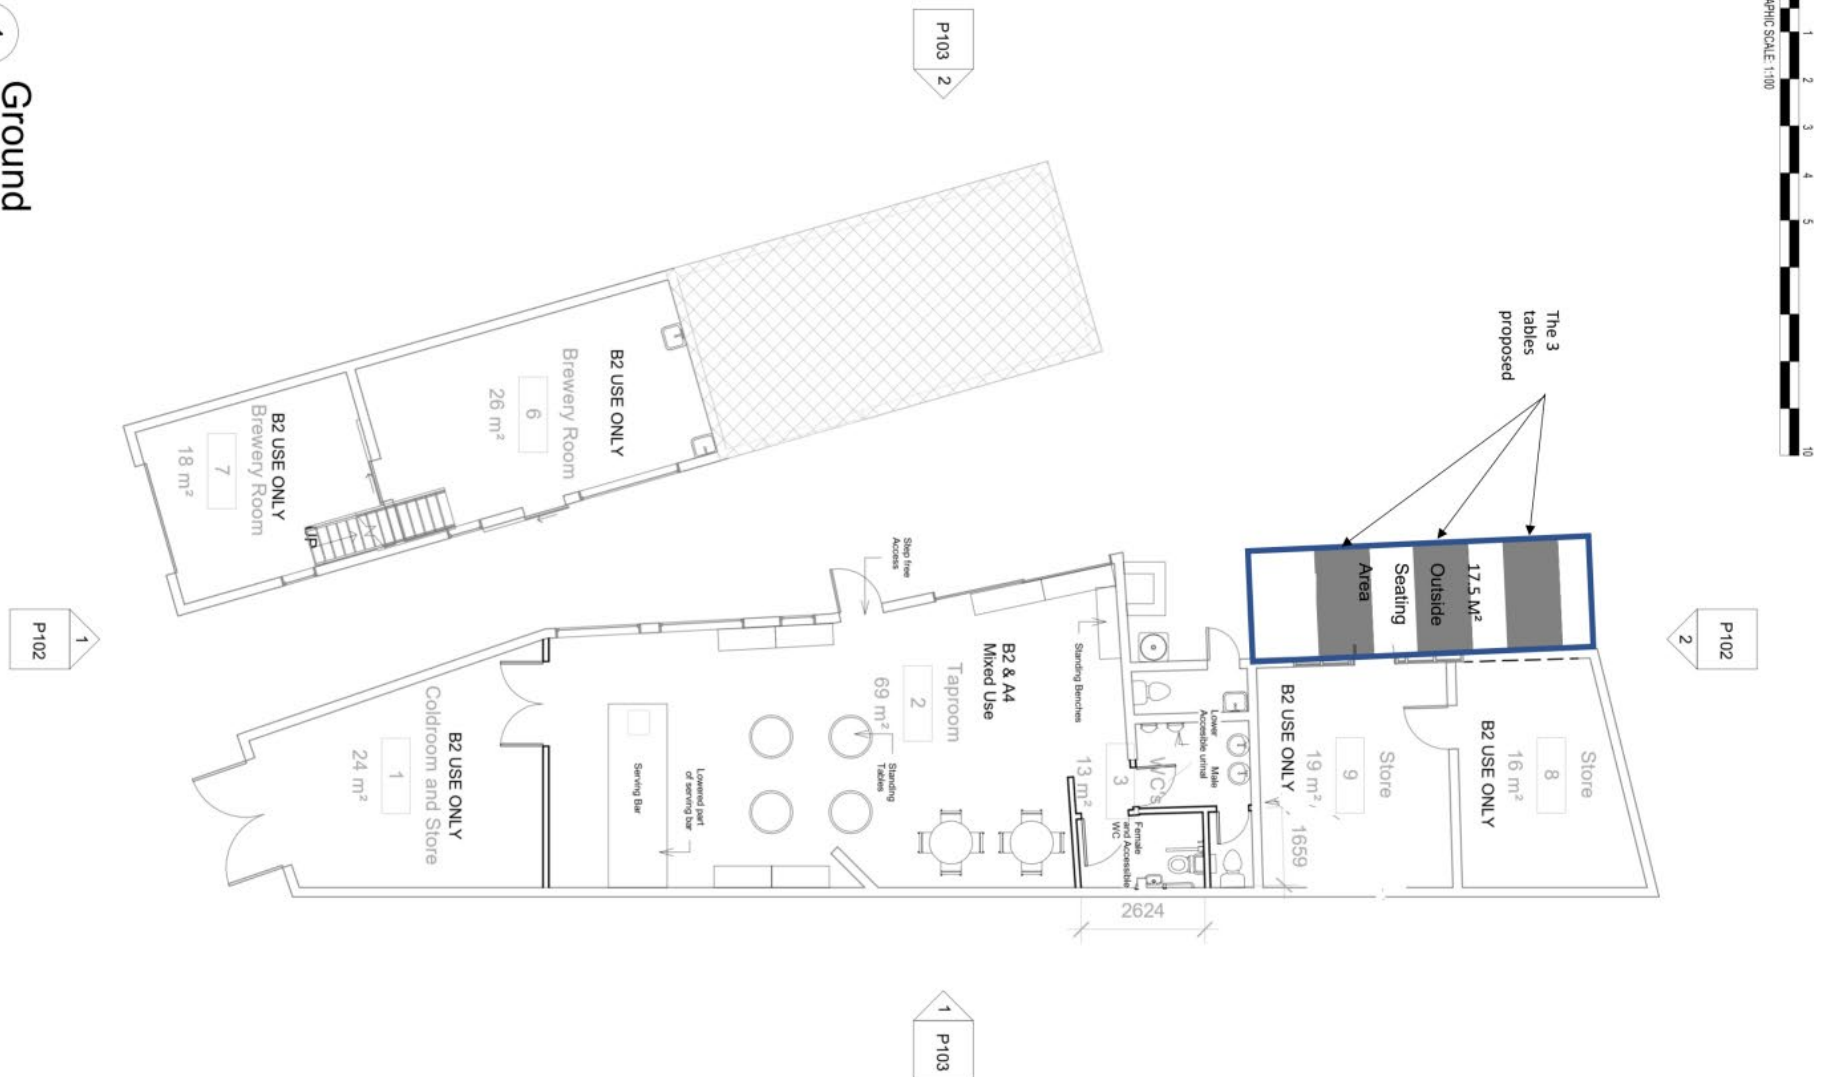 Ground
APHIC SCALE: 1:100
1
2
3
4
5
10
P103
2
The 3
tables
proposed
17.5 M²
Outside
Seating
Area
P102
2
Store
8
16 m²
B2 USE ONLY
Store
9
19 m²
B2 USE ONLY
1659
Lower
Accesible urinal
Male
WC's
3
13 m²
Female
and Accessible
WC
2624
Standing Benches
B2 & A4
Mixed Use
Taproom
2
69 m²
Step free
Access
Standing
Tables
Lowered part
of serving bar
Serving Bar
B2 USE ONLY
Coldroom and Store
1
24 m²
B2 USE ONLY
Brewery Room
6
26 m²
B2 USE ONLY
Brewery Room
7
18 m²
UP
1
P102
1
P103